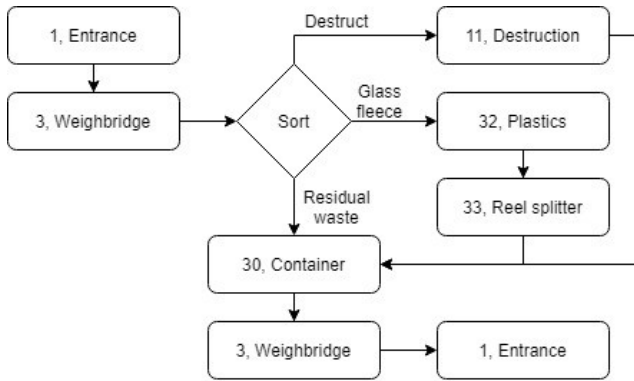 Destruct
1, Entrance
11, Destruction
Glass
fleece
3, Weighbridge
Sort
32, Plastics
Residual
waste
33, Reel splitter
30, Container
3, Weighbridge
1, Entrance